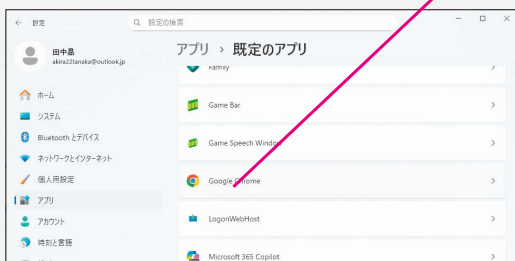 設定
設定の検索
田中晶
akira22tanaka@outlook.jp
アプリ › 既定のアプリ
Family
ホーム
Game Bar
システム
Bluetooth とデバイス
Game Speech Window
ネットワークとインターネット
個人用設定
Google Chrome
アプリ
LogonWebHost
アカウント
時刻と言語
Microsoft 365 Copilot